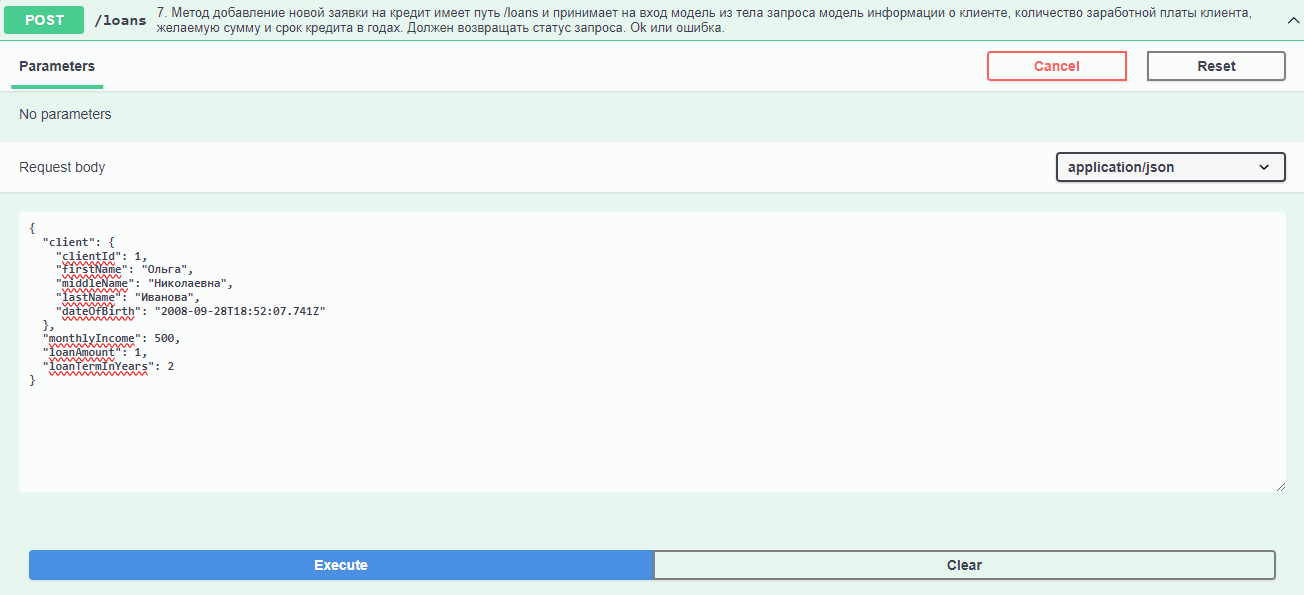 POST /loans 7. Метод добавление новой заявки на кредит имеет путь /loans и принимает на вход модель из тела запроса модель информации о клиенте, количество заработной платы клиента,
желаемую сумму и срок кредита в годах. Должен возвращать статус запроса. Ok или ошибка.
Parameters Cancel Reset
No parameters
Request body application/json
{
  "client": {
    "clientId": 1,
    "firstName": "Ольга",
    "middleName": "Николаевна",
    "lastName": "Иванова",
    "dateOfBirth": "2008-09-28T18:52:07.741Z"
  },
  "monthlyIncome": 500,
  "loanAmount": 1,
  "loanTermInYears": 2
}
Execute Clear